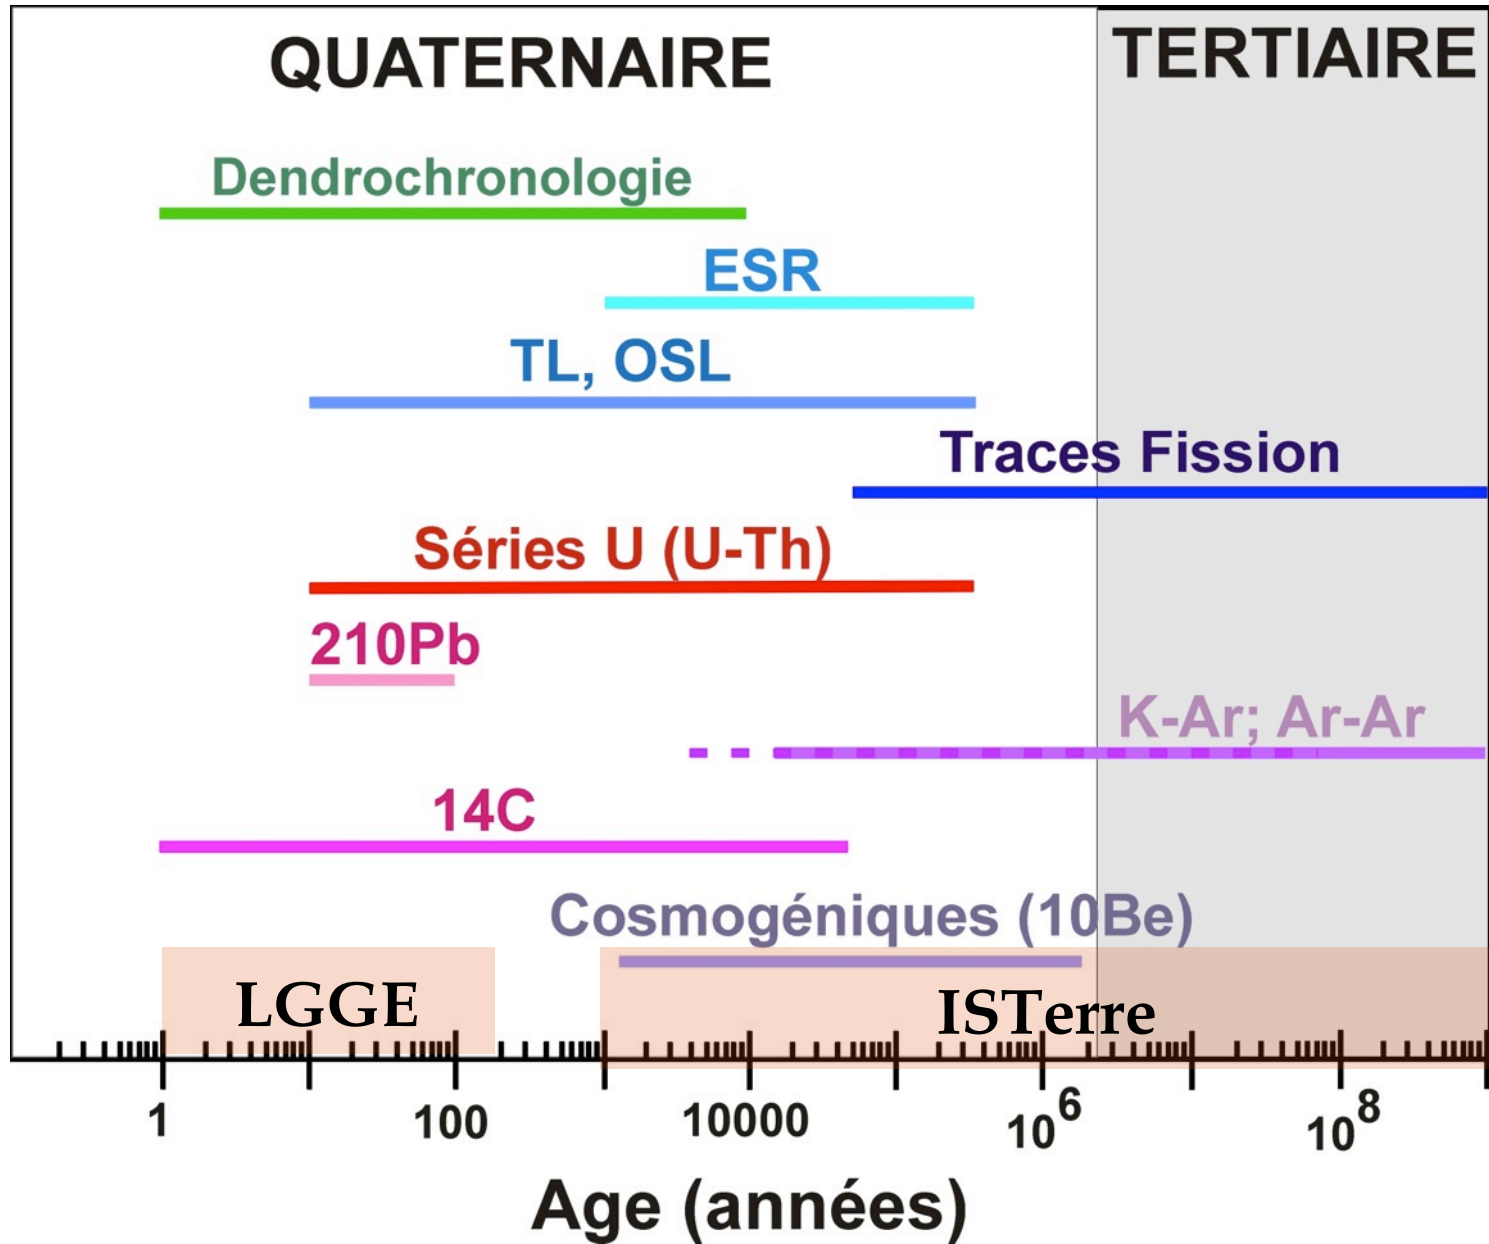 QUATERNAIRE
TERTIAIRE
Dendrochronologie
ESR
TL, OSL
Traces Fission
Séries U (U-Th)
210Pb
K-Ar; Ar-Ar
14C
Cosmogéniques (10Be)
LGGE
ISTerre
1 100 10000 10⁶ 10⁸
Age (années)